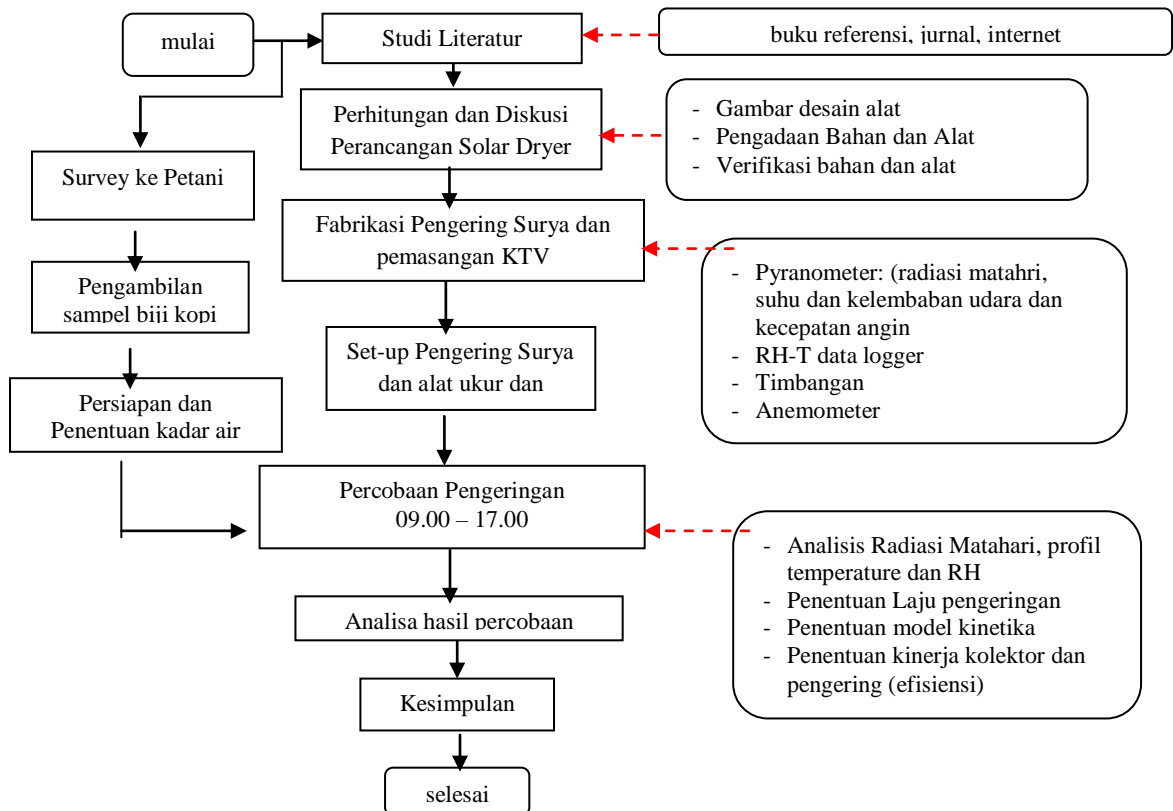 mulai
Studi Literatur
buku referensi, jurnal, internet
Perhitungan dan Diskusi
Perancangan Solar Dryer
- Gambar desain alat
- Pengadaan Bahan dan Alat
- Verifikasi bahan dan alat
Survey ke Petani
Fabrikasi Pengering Surya dan
pemasangan KTV
- Pyranometer: (radiasi matahri,
suhu dan kelembaban udara dan
kecepatan angin
- RH-T data logger
- Timbangan
- Anemometer
Pengambilan
sampel biji kopi
Set-up Pengering Surya
dan alat ukur dan
Persiapan dan
Penentuan kadar air
Percobaan Pengeringan
09.00 – 17.00
- Analisis Radiasi Matahari, profil
temperature dan RH
- Penentuan Laju pengeringan
- Penentuan model kinetika
- Penentuan kinerja kolektor dan
pengering (efisiensi)
Analisa hasil percobaan
Kesimpulan
selesai